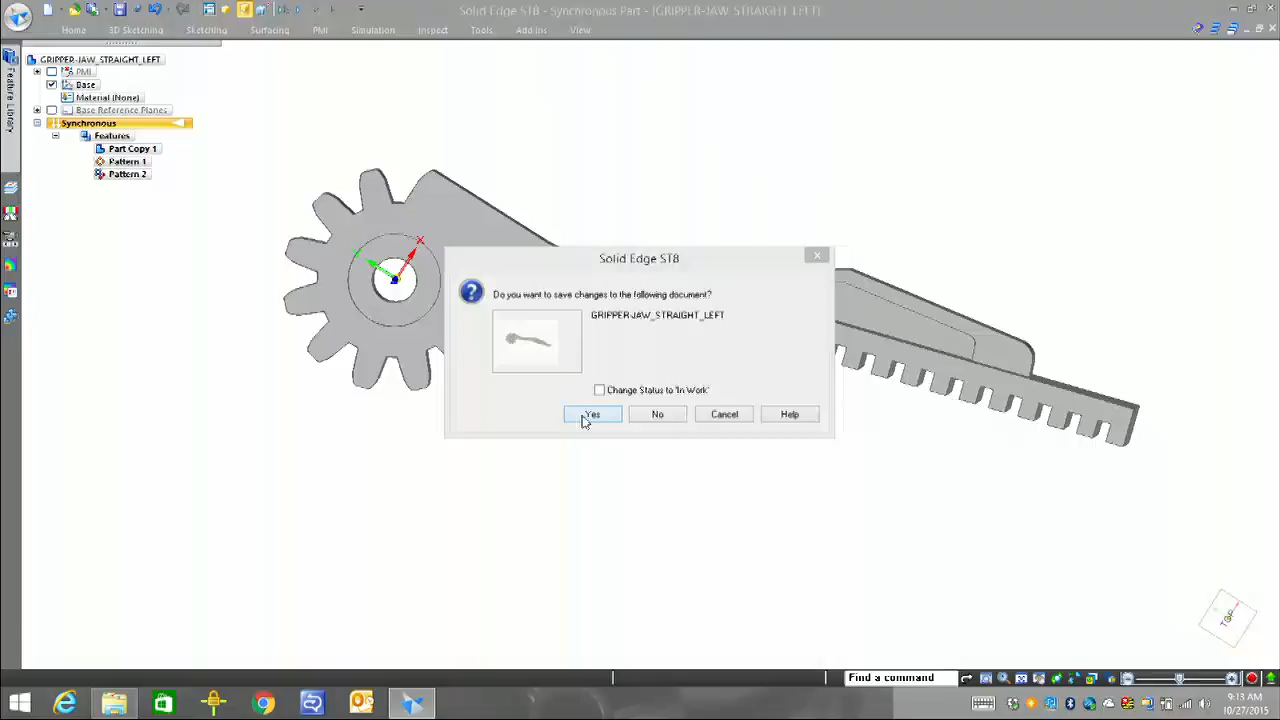 Solid Edge ST8 - Synchronous Part - [GRIPPER-JAW_STRAIGHT_LEFT]
Home 3D Sketching Sketching Surfacing PMI Simulation Inspect Tools Add Ins View
Feature Library
GRIPPER-JAW_STRAIGHT_LEFT
PMI
Base
Material (None)
Base Reference Planes
Synchronous
Features
Part Copy 1
Pattern 1
Pattern 2
X
Solid Edge ST8
Do you want to save changes to the following document?
GRIPPER-JAW_STRAIGHT_LEFT
Change Status to 'In Work'
Yes No Cancel Help
TOP
Find a command
9:13 AM
10/27/2015